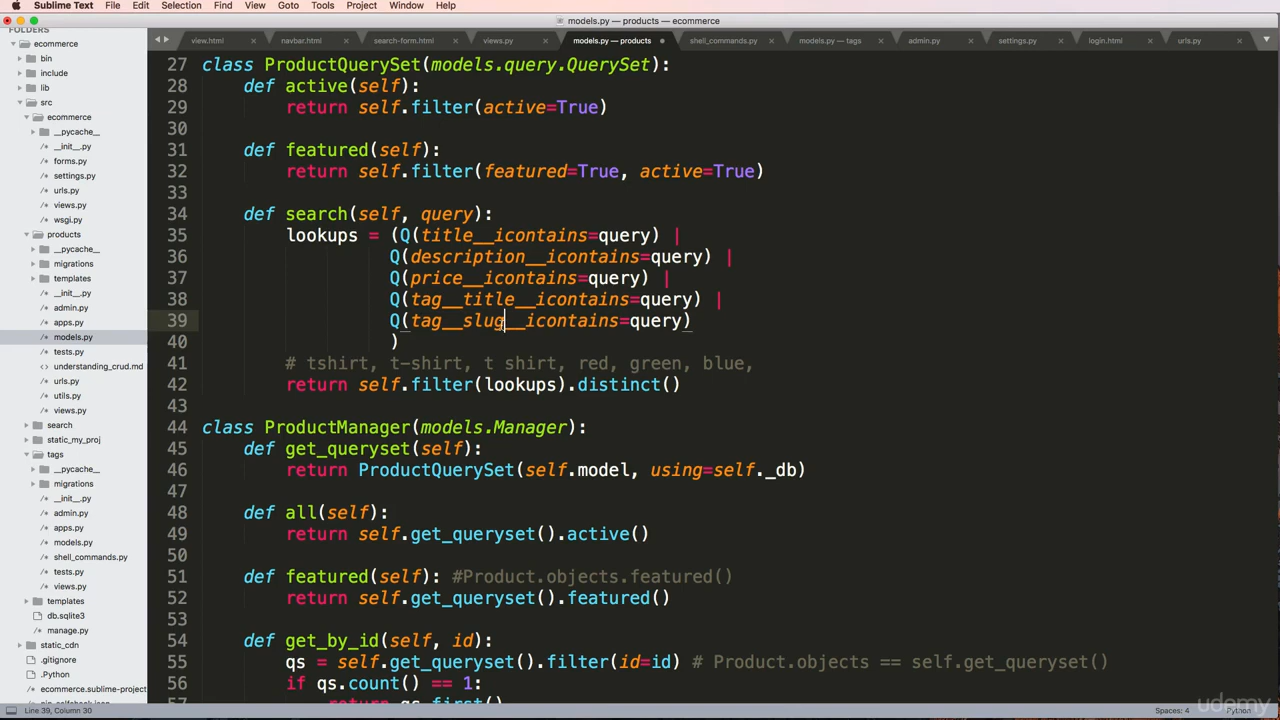 Sublime Text File Edit Selection Find View Goto Tools Project Window Help
models.py — products — ecommerce
FOLDERS
ecommerce
bin
include
lib
src
ecommerce
__pycache__
__init__.py
forms.py
settings.py
urls.py
views.py
wsgi.py
products
__pycache__
migrations
templates
__init__.py
admin.py
apps.py
models.py
tests.py
understanding_crud.md
urls.py
utils.py
views.py
search
static_my_proj
tags
__pycache__
migrations
__init__.py
admin.py
apps.py
models.py
shell_commands.py
tests.py
views.py
templates
db.sqlite3
manage.py
static_cdn
.gitignore
.Python
ecommerce.sublime-project
view.html navbar.html search-form.html views.py models.py — products shell_commands.py models.py — tags admin.py settings.py login.html urls.py
27 class ProductQuerySet(models.query.QuerySet):
28 def active(self):
29 return self.filter(active=True)
30
31 def featured(self):
32 return self.filter(featured=True, active=True)
33
34 def search(self, query):
35 lookups = (Q(title__icontains=query) |
36 Q(description__icontains=query) |
37 Q(price__icontains=query) |
38 Q(tag__title__icontains=query) |
39 Q(tag__slug__icontains=query)
40 )
41 # tshirt, t-shirt, t shirt, red, green, blue,
42 return self.filter(lookups).distinct()
43
44 class ProductManager(models.Manager):
45 def get_queryset(self):
46 return ProductQuerySet(self.model, using=self._db)
47
48 def all(self):
49 return self.get_queryset().active()
50
51 def featured(self): #Product.objects.featured()
52 return self.get_queryset().featured()
53
54 def get_by_id(self, id):
55 qs = self.get_queryset().filter(id=id) # Product.objects == self.get_queryset()
56 if qs.count() == 1:
57 return qs.first()
Line 39, Column 30 Spaces: 4 Python
udemy